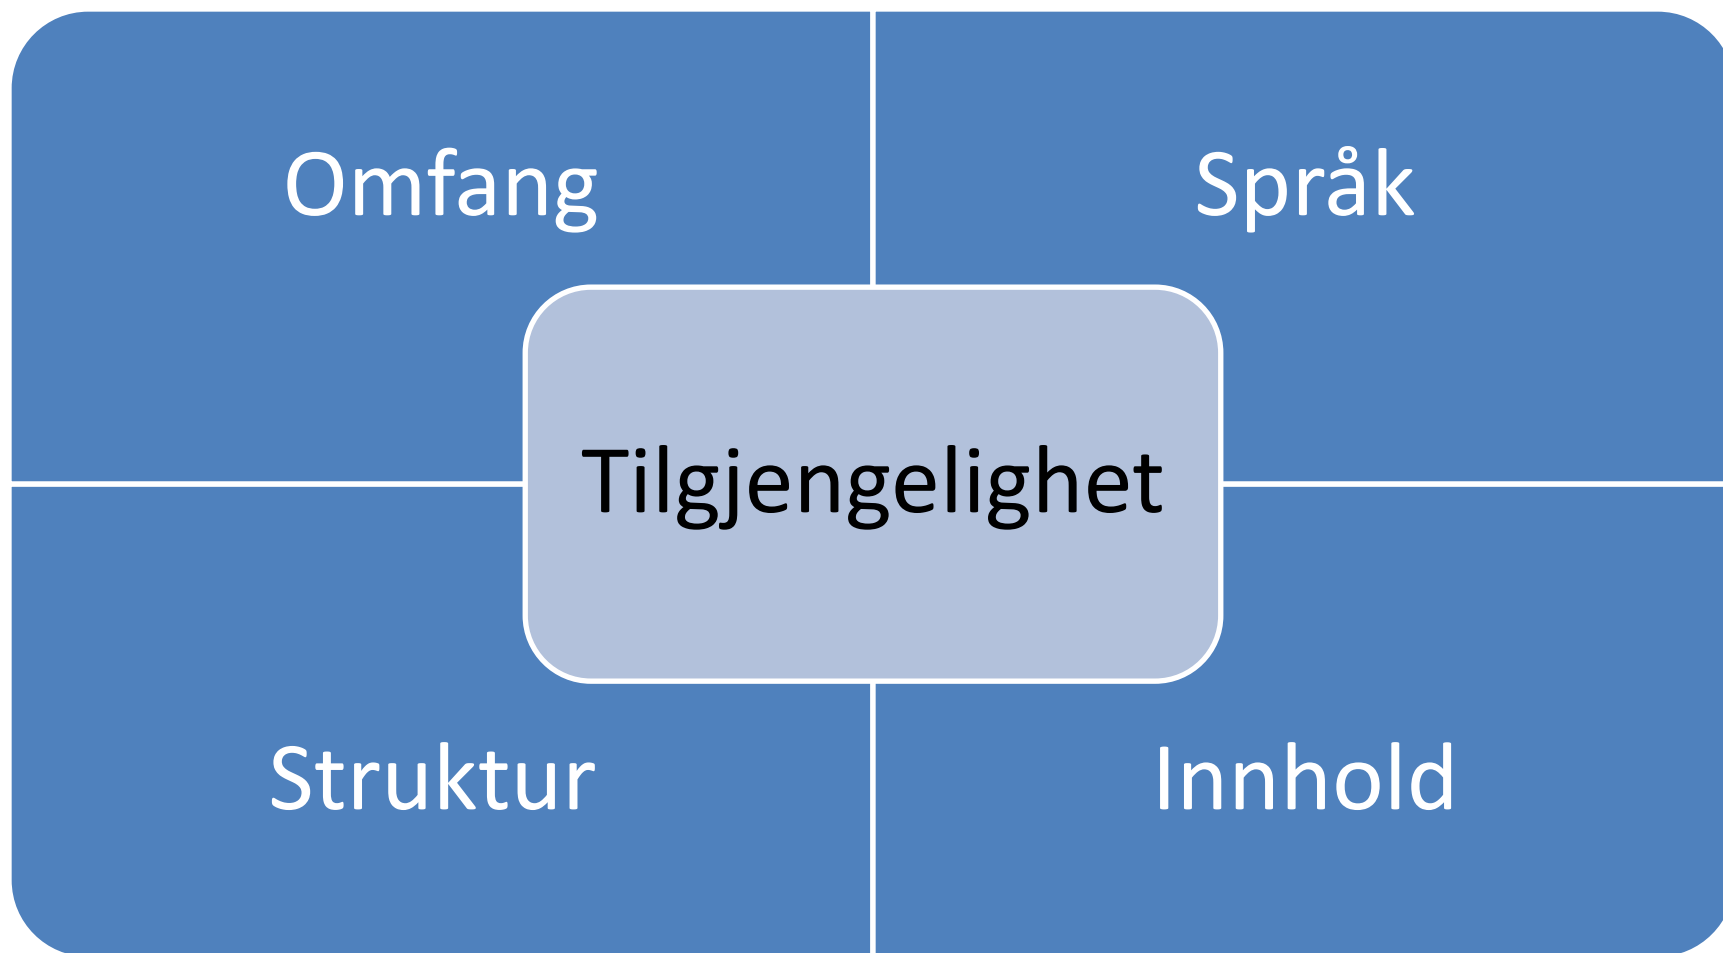 Omfang
Språk
Tilgjengelighet
Struktur
Innhold